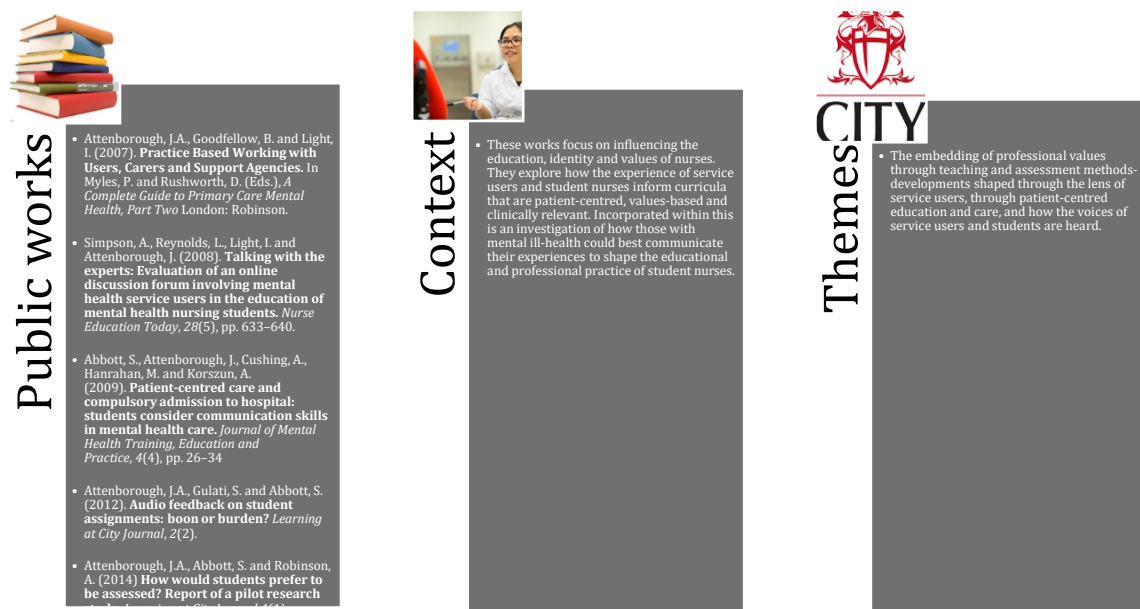 Public works
• Attenborough, J.A., Goodfellow, B. and Light,
I. (2007). Practice Based Working with
Users, Carers and Support Agencies. In
Myles, P. and Rushworth, D. (Eds.), A
Complete Guide to Primary Care Mental
Health, Part Two London: Robinson.
• Simpson, A., Reynolds, L., Light, I. and
Attenborough, J. (2008). Talking with the
experts: Evaluation of an online
discussion forum involving mental
health service users in the education of
mental health nursing students. Nurse
Education Today, 28(5), pp. 633–640.
• Abbott, S., Attenborough, J., Cushing, A.,
Hanrahan, M. and Korszun, A.
(2009). Patient-centred care and
compulsory admission to hospital:
students consider communication skills
in mental health care. Journal of Mental
Health Training, Education and
Practice, 4(4), pp. 26–34
• Attenborough, J.A., Gulati, S. and Abbott, S.
(2012). Audio feedback on student
assignments: boon or burden? Learning
at City Journal, 2(2).
• Attenborough, J.A., Abbott, S. and Robinson,
A. (2014) How would students prefer to
be assessed? Report of a pilot research
Context
• These works focus on influencing the
education, identity and values of nurses.
They explore how the experience of service
users and student nurses inform curricula
that are patient-centred, values-based and
clinically relevant. Incorporated within this
is an investigation of how those with
mental ill-health could best communicate
their experiences to shape the educational
and professional practice of student nurses.
CITY
Themes
• The embedding of professional values
through teaching and assessment methods-
developments shaped through the lens of
service users, through patient-centred
education and care, and how the voices of
service users and students are heard.